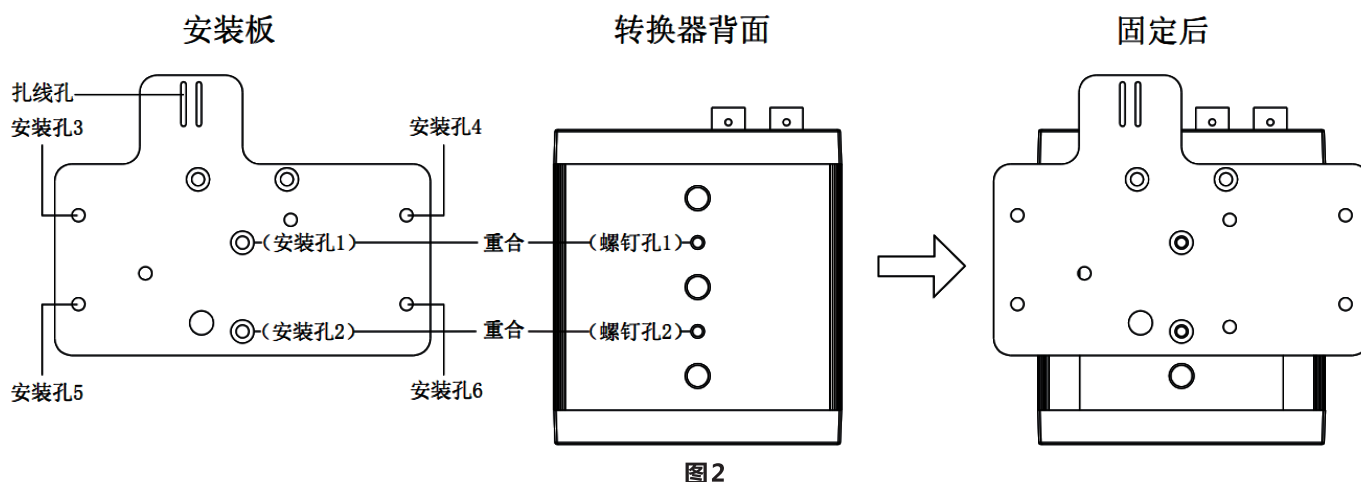 安装板 转换器背面 固定后
扎线孔
安装孔3 安装孔4
(安装孔1) 重合 (螺钉孔1)
(安装孔2) 重合 (螺钉孔2)
安装孔5 安装孔6
图2